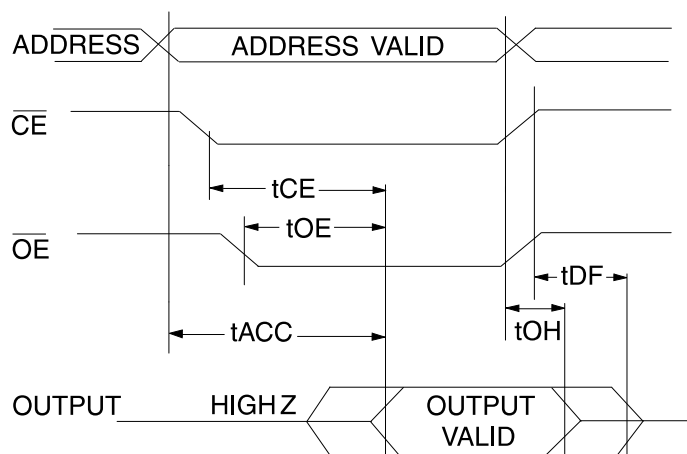 ADDRESS ADDRESS VALID
CE
tCE
tOE
OE
tDF
tACC tOH
OUTPUT HIGH Z OUTPUT
VALID